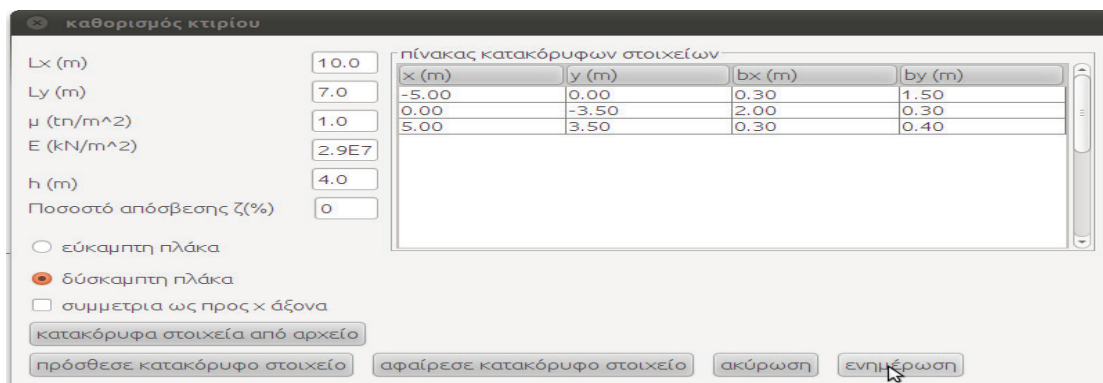 καθορισμός κτιρίου
Lx (m) 10.0
Ly (m) 7.0
μ (tn/m^2) 1.0
E (kN/m^2) 2.9E7
h (m) 4.0
Ποσοστό απόσβεσης ζ(%) 0
πίνακας κατακόρυφων στοιχείων
x (m) y (m) bx (m) by (m)
-5.00 0.00 0.30 1.50
0.00 -3.50 2.00 0.30
5.00 3.50 0.30 0.40
εύκαμπτη πλάκα
δύσκαμπτη πλάκα
συμμετρια ως προς x άξονα
κατακόρυφα στοιχεία από αρχείο
πρόσθεσε κατακόρυφο στοιχείο αφαίρεσε κατακόρυφο στοιχείο ακύρωση ενημέρωση